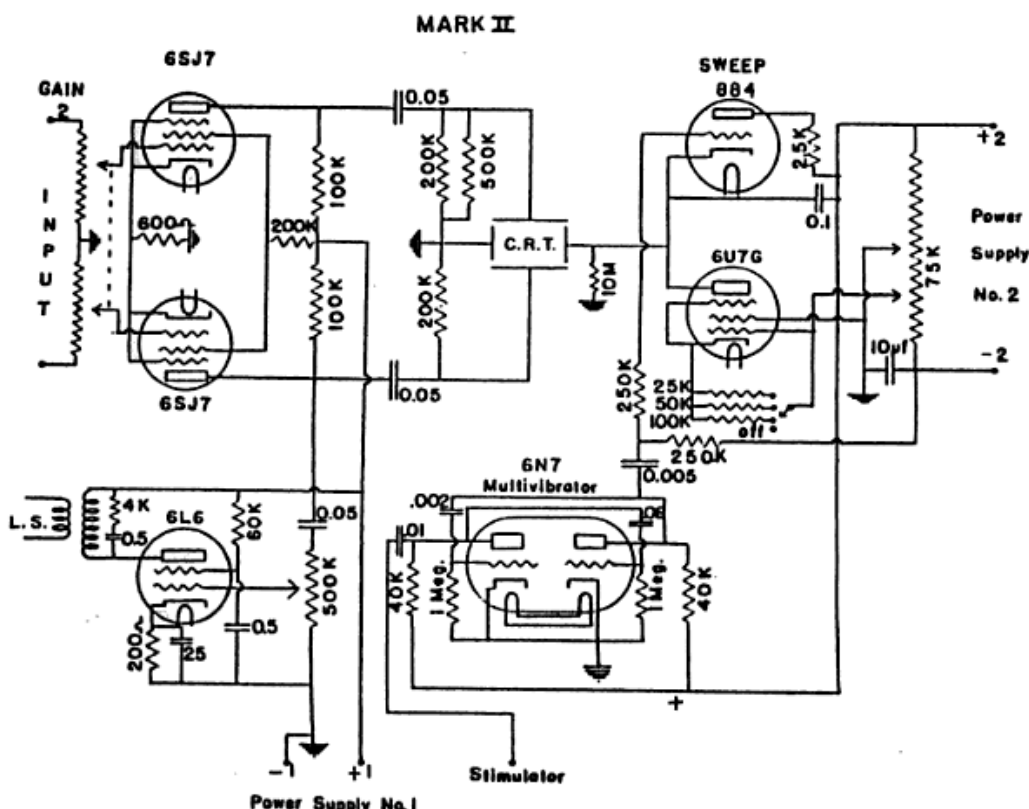 MARK II
6SJ7
GAIN
2
INPUT
600
6SJ7
200K
100K
100K
0.05
0.05
200K
500K
200K
C.R.T.
10M
SWEEP
884
25K
0.1
6U7G
+2
Power
Supply
No. 2
75K
10µf
-2
25K
50K
100K
off
250K
250K
0.005
L.S.
4K
0.5
6L6
60K
0.05
500K
200
25
0.5
6N7
Multivibrator
.002
.01
40K
1 Meg.
1 Meg.
40K
+
-1
+1
Stimulator
Power Supply No. 1